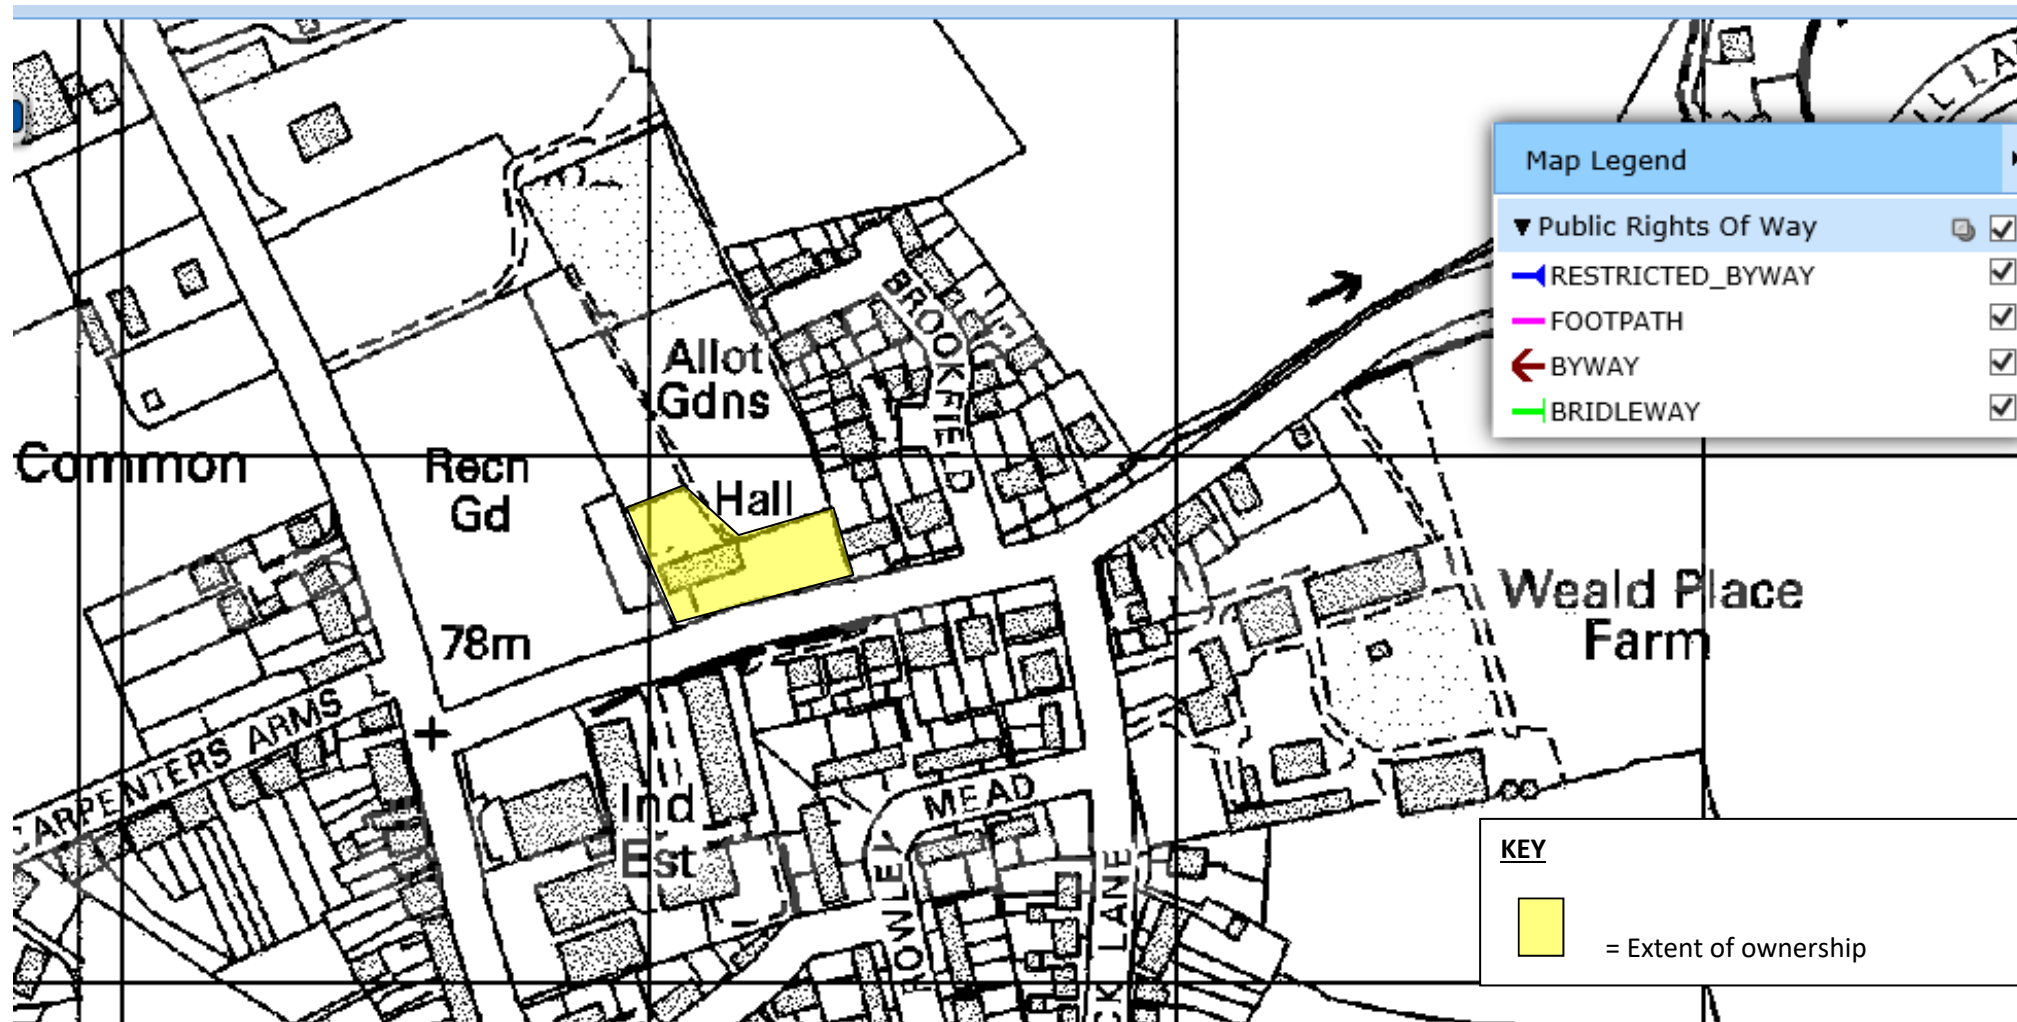 Map Legend
Public Rights Of Way
RESTRICTED_BYWAY
FOOTPATH
BYWAY
BRIDLEWAY
BROOKFIELD
Allot
Gdns
Common
Recn
Gd
Hall
Weald Place
Farm
78m
CARPENTERS ARMS
Ind
Est
ROWLEY MEAD
LANE
KEY
= Extent of ownership